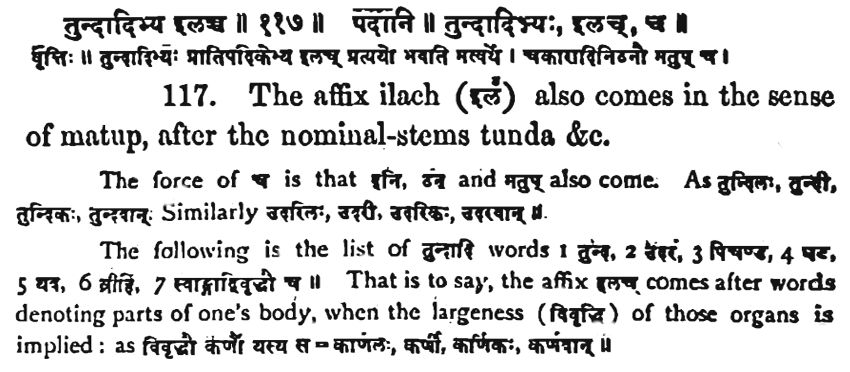 तुन्दादिभ्य इलच्च ॥ ११७ ॥ पदानि ॥ तुन्दादिभ्यः, इलच्, च ॥
वृत्तिः ॥ तुन्दादिभ्यः प्रातिपदिकेभ्य इलच् प्रत्ययो भवति मत्वर्थे । चकारादिनिठनौ मतुप् च ।
117. The affix ilach (इलँ) also comes in the sense
of matup, after the nominal-stems tunda &c.
The force of च is that इनि, ठन् and मतुप् also come. As तुन्दिलः, तुन्दी,
तुन्दिकः, तुन्दवान् Similarly उदरिलः, उदरी, उदरिकः, उदरवान् ॥.
The following is the list of तुन्दादि words 1 तुन्द, 2 उदरं, 3 पिचण्ड, 4 घट,
5 यव, 6 व्रीहि, 7 स्वाङ्गाद्विवृद्धौ च ॥ That is to say, the affix इलच् comes after words
denoting parts of one's body, when the largeness (विवृद्धि) of those organs is
implied : as विवृद्धौ कर्णौ यस्य स = कर्णिलः, कर्णी, कर्णिकः, कर्णवान् ॥